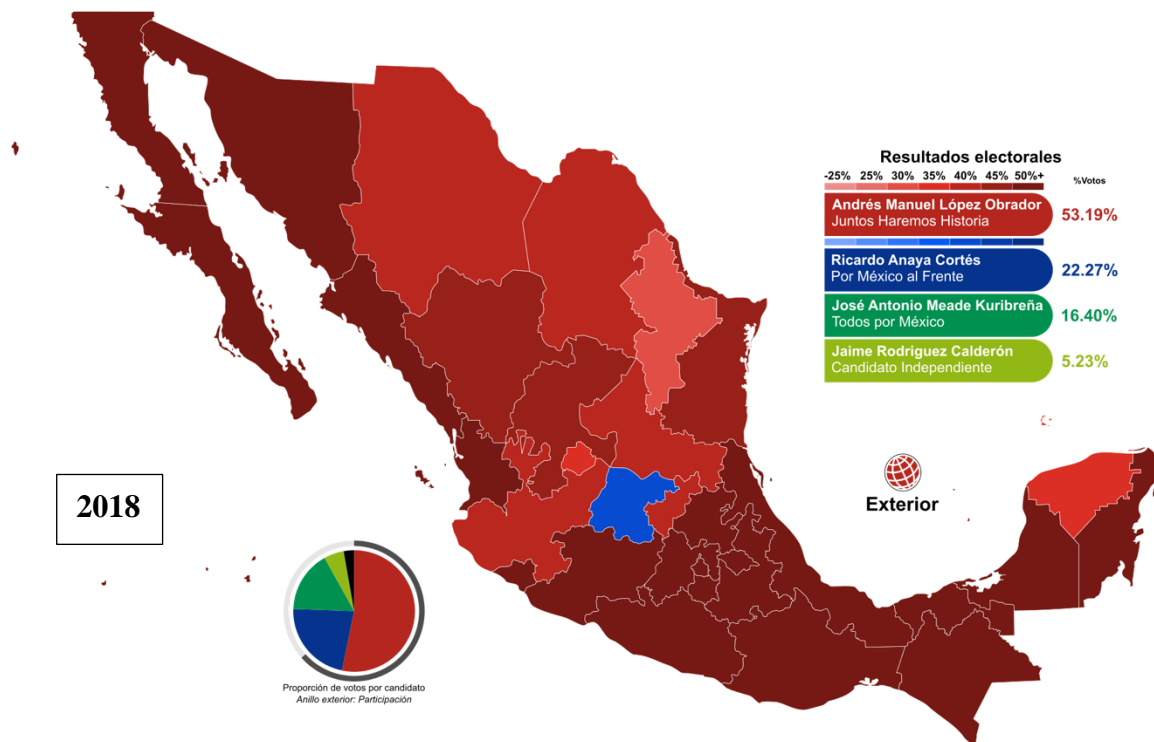 Resultados electorales
-25% 25% 30% 35% 40% 45% 50%+ %Votos
Andrés Manuel López Obrador
Juntos Haremos Historia
53.19%
Ricardo Anaya Cortés
Por México al Frente
22.27%
José Antonio Meade Kuribreña
Todos por México
16.40%
Jaime Rodriguez Calderón
Candidato Independiente
5.23%
Exterior
2018
Proporción de votos por candidato
Anillo exterior: Participación